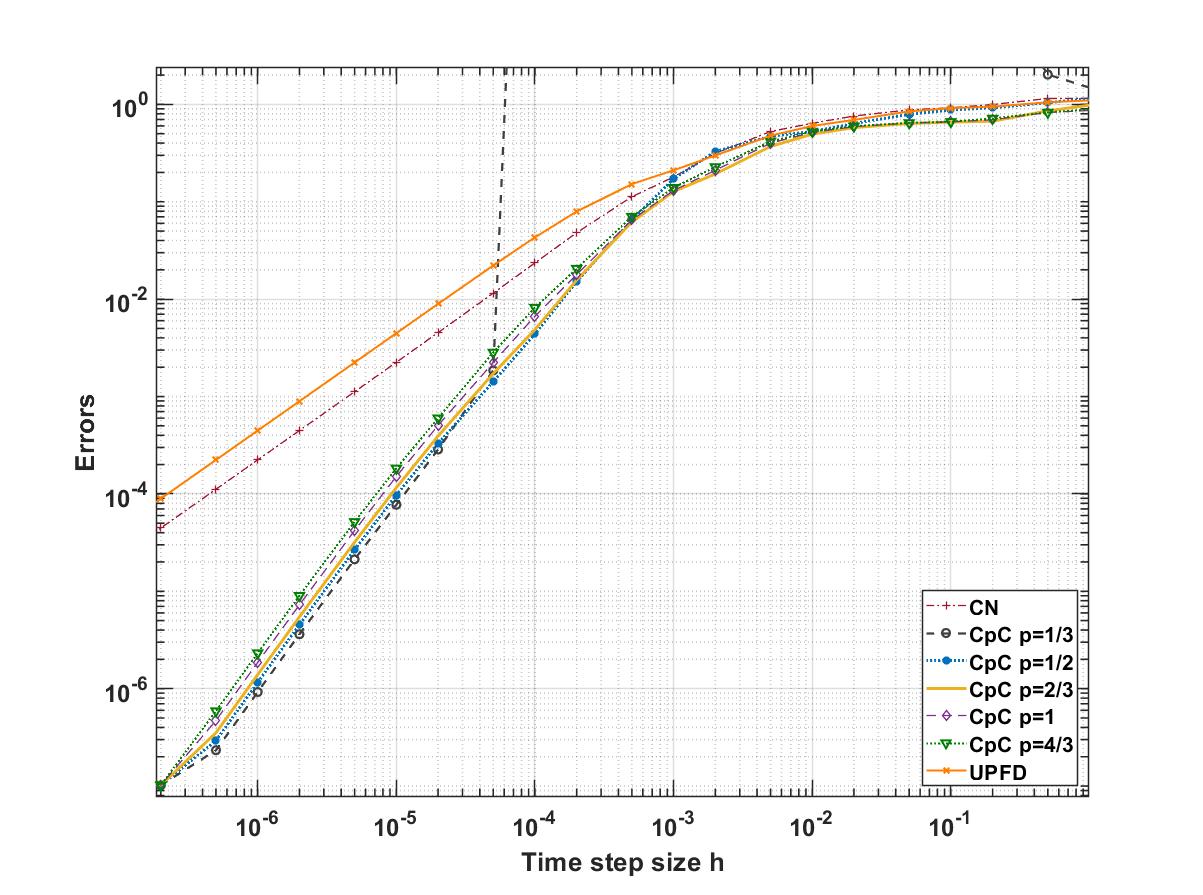 10^0
10^-2
10^-4
10^-6
Errors
10^-6
10^-5
10^-4
10^-3
10^-2
10^-1
Time step size h
CN
CpC p=1/3
CpC p=1/2
CpC p=2/3
CpC p=1
CpC p=4/3
UPFD